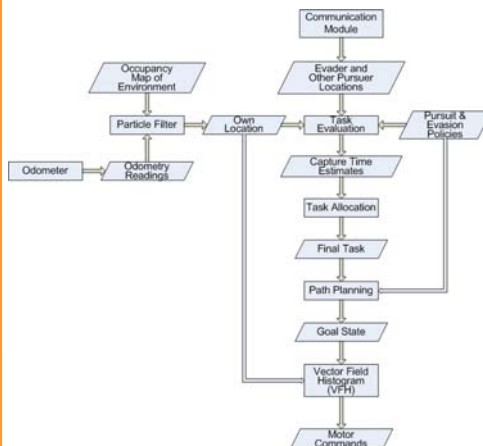 Communication
Module
Occupancy
Map of
Environment
Evader and
Other Pursuer
Locations
Particle Filter
Own
Location
Task
Evaluation
Pursuit &
Evasion
Policies
Odometer
Odometry
Readings
Capture Time
Estimates
Task Allocation
Final Task
Path Planning
Goal State
Vector Field
Histogram
(VFH)
Motor
Commands